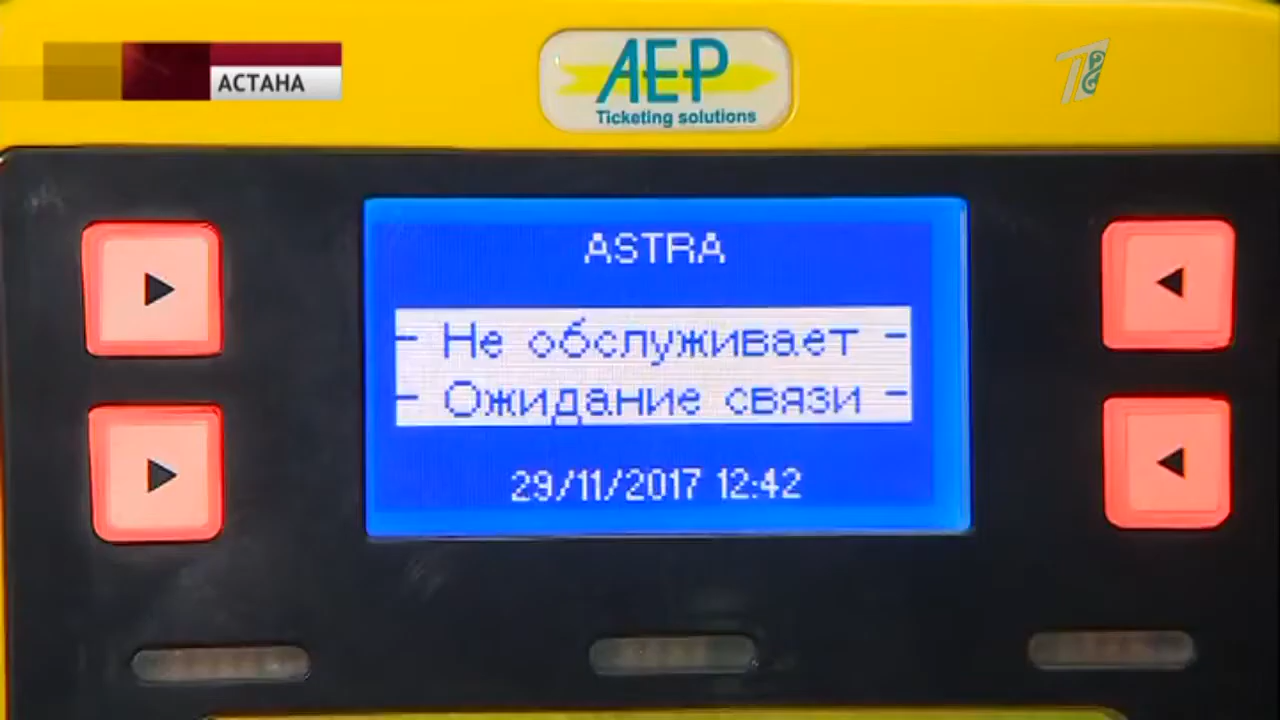 АСТАНА
AEP
Ticketing solutions
ASTRA
- Не обслуживает -
- Ожидание связи -
29/11/2017 12:42